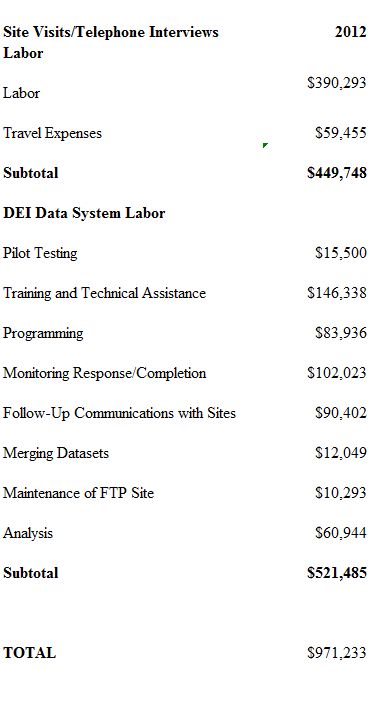 Site Visits/Telephone Interviews 2012
Labor
Labor $390,293
Travel Expenses $59,455
Subtotal $449,748
DEI Data System Labor
Pilot Testing $15,500
Training and Technical Assistance $146,338
Programming $83,936
Monitoring Response/Completion $102,023
Follow-Up Communications with Sites $90,402
Merging Datasets $12,049
Maintenance of FTP Site $10,293
Analysis $60,944
Subtotal $521,485
TOTAL $971,233